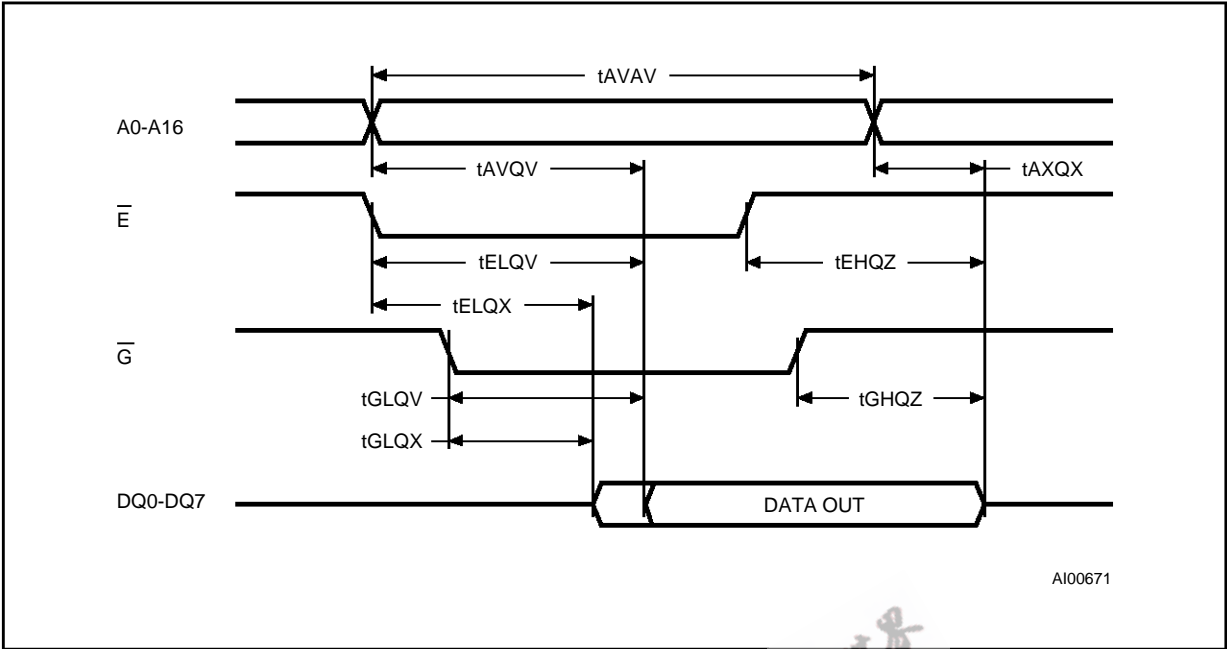 tAVAV
A0-A16
tAVQV
tAXQX
E
tELQV
tEHQZ
tELQX
G
tGLQV
tGHQZ
tGLQX
DQ0-DQ7
DATA OUT
AI00671